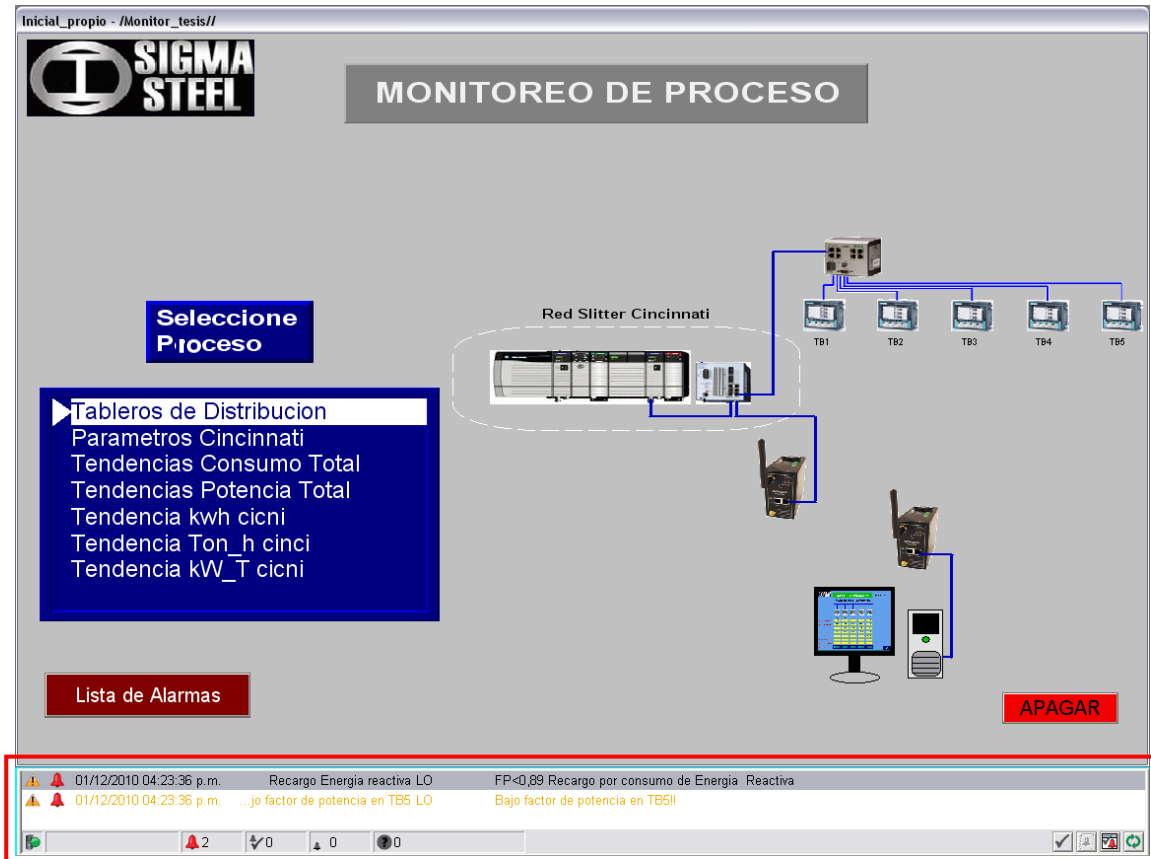 Inicial_propio - /Monitor_tesis//
SIGMA
STEEL
MONITOREO DE PROCESO
Red Slitter Cincinnati
TB1 TB2 TB3 TB4 TB5
Seleccione
Proceso
Tableros de Distribucion
Parametros Cincinnati
Tendencias Consumo Total
Tendencias Potencia Total
Tendencia kwh cicni
Tendencia Ton_h cinci
Tendencia kW_T cicni
Lista de Alarmas
APAGAR
01/12/2010 04:23:36 p.m. Recargo Energia reactiva LO FP<0,89 Recargo por consumo de Energia Reactiva
01/12/2010 04:23:36 p.m. ...jo factor de potencia en TB5 LO Bajo factor de potencia en TB5!!
2 0 0 0